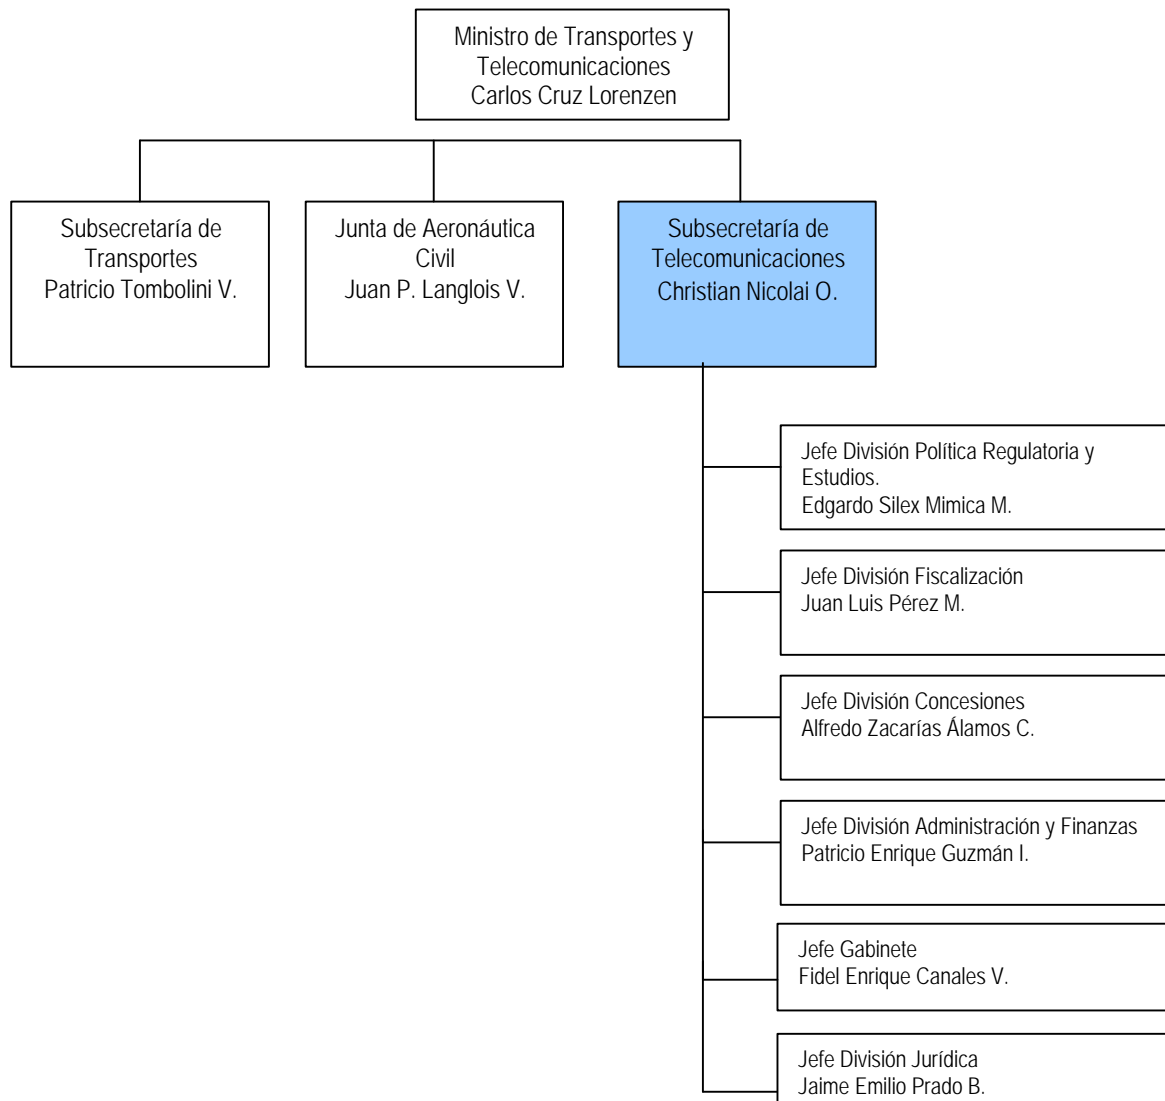 Ministro de Transportes y
Telecomunicaciones
Carlos Cruz Lorenzen
Subsecretaría de
Transportes
Patricio Tombolini V.
Junta de Aeronáutica
Civil
Juan P. Langlois V.
Subsecretaría de
Telecomunicaciones
Christian Nicolai O.
Jefe División Política Regulatoria y
Estudios.
Edgardo Silex Mimica M.
Jefe División Fiscalización
Juan Luis Pérez M.
Jefe División Concesiones
Alfredo Zacarías Álamos C.
Jefe División Administración y Finanzas
Patricio Enrique Guzmán I.
Jefe Gabinete
Fidel Enrique Canales V.
Jefe División Jurídica
Jaime Emilio Prado B.